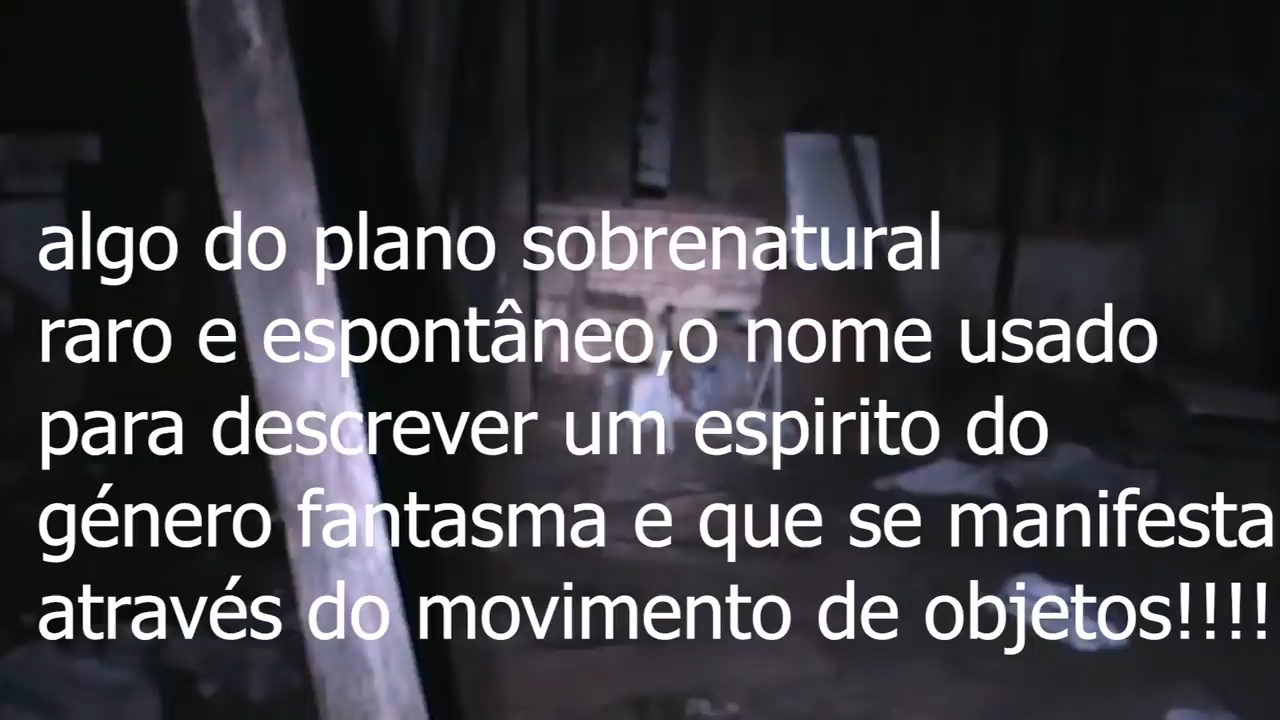 algo do plano sobrenatural
raro e espontâneo,o nome usado
para descrever um espirito do
género fantasma e que se manifesta
através do movimento de objetos!!!!